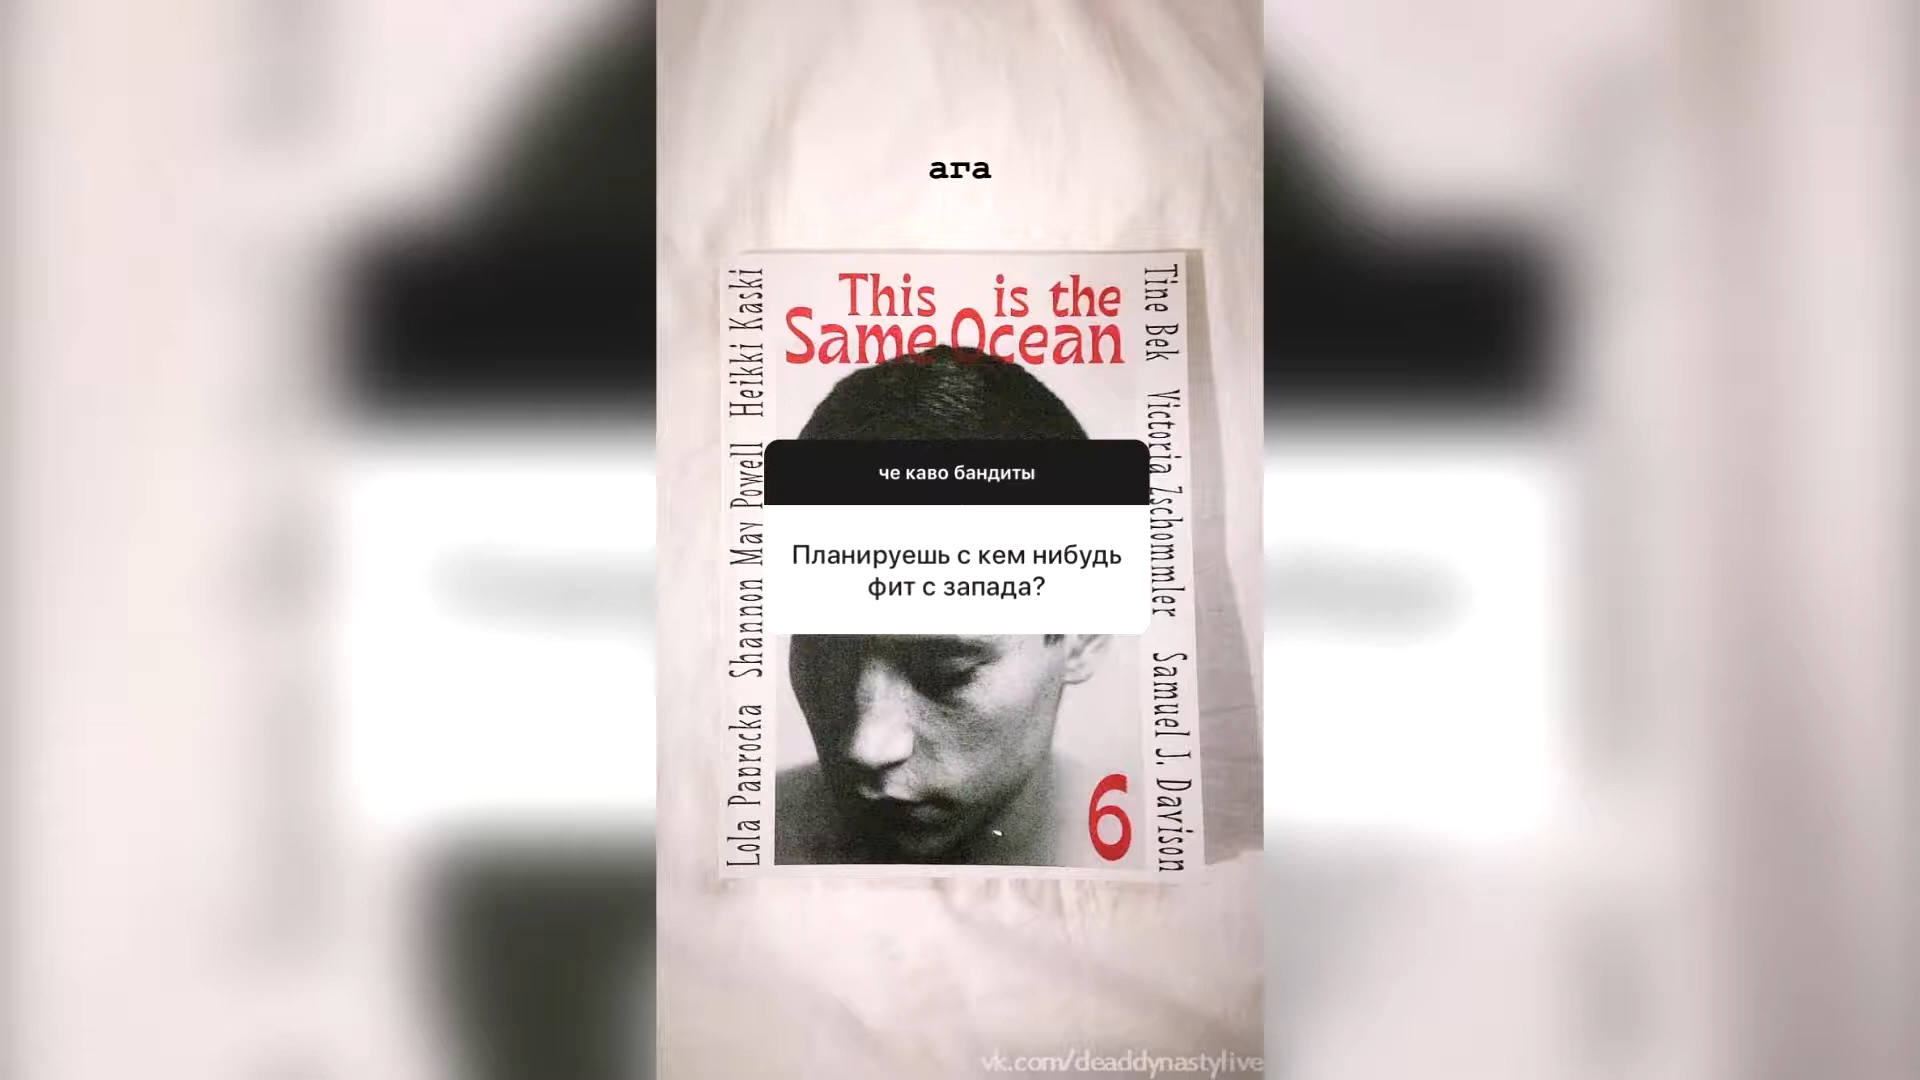 ага
This is the
Same Ocean
Lola Paprocka Shannon May Powell Heikki Kaski
Tine Bek Victoria Zschommler Samuel J. Davison
че каво бандиты
Планируешь с кем нибудь
фит с запада?
6
vk.com/deaddynastylive